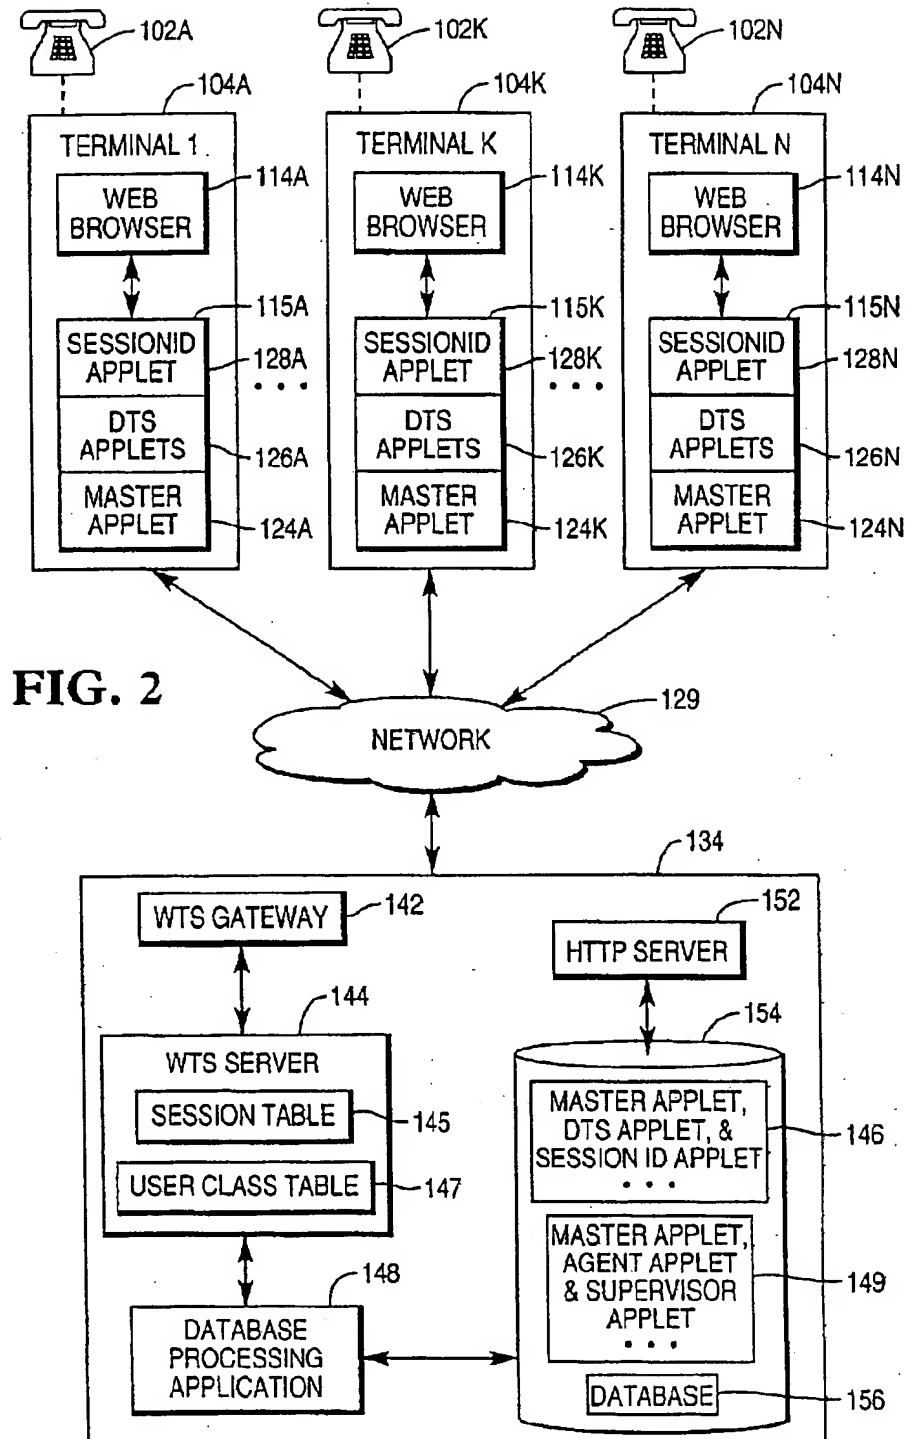 102A 102K 102N
104A 104K 104N
TERMINAL 1 TERMINAL K TERMINAL N
114A 114K 114N
WEB BROWSER WEB BROWSER WEB BROWSER
115A 115K 115N
SESSIONID APPLET SESSIONID APPLET SESSIONID APPLET
128A 128K 128N
• • • • • •
DTS APPLETS DTS APPLETS DTS APPLETS
126A 126K 126N
MASTER APPLET MASTER APPLET MASTER APPLET
124A 124K 124N
FIG. 2
129
NETWORK
134
WTS GATEWAY 142
152
HTTP SERVER
144
154
WTS SERVER
SESSION TABLE
145
USER CLASS TABLE 147
MASTER APPLET,
DTS APPLET, &
SESSION ID APPLET
• • •
146
MASTER APPLET,
AGENT APPLET
& SUPERVISOR
APPLET
• • •
149
148
DATABASE
PROCESSING
APPLICATION
DATABASE 156